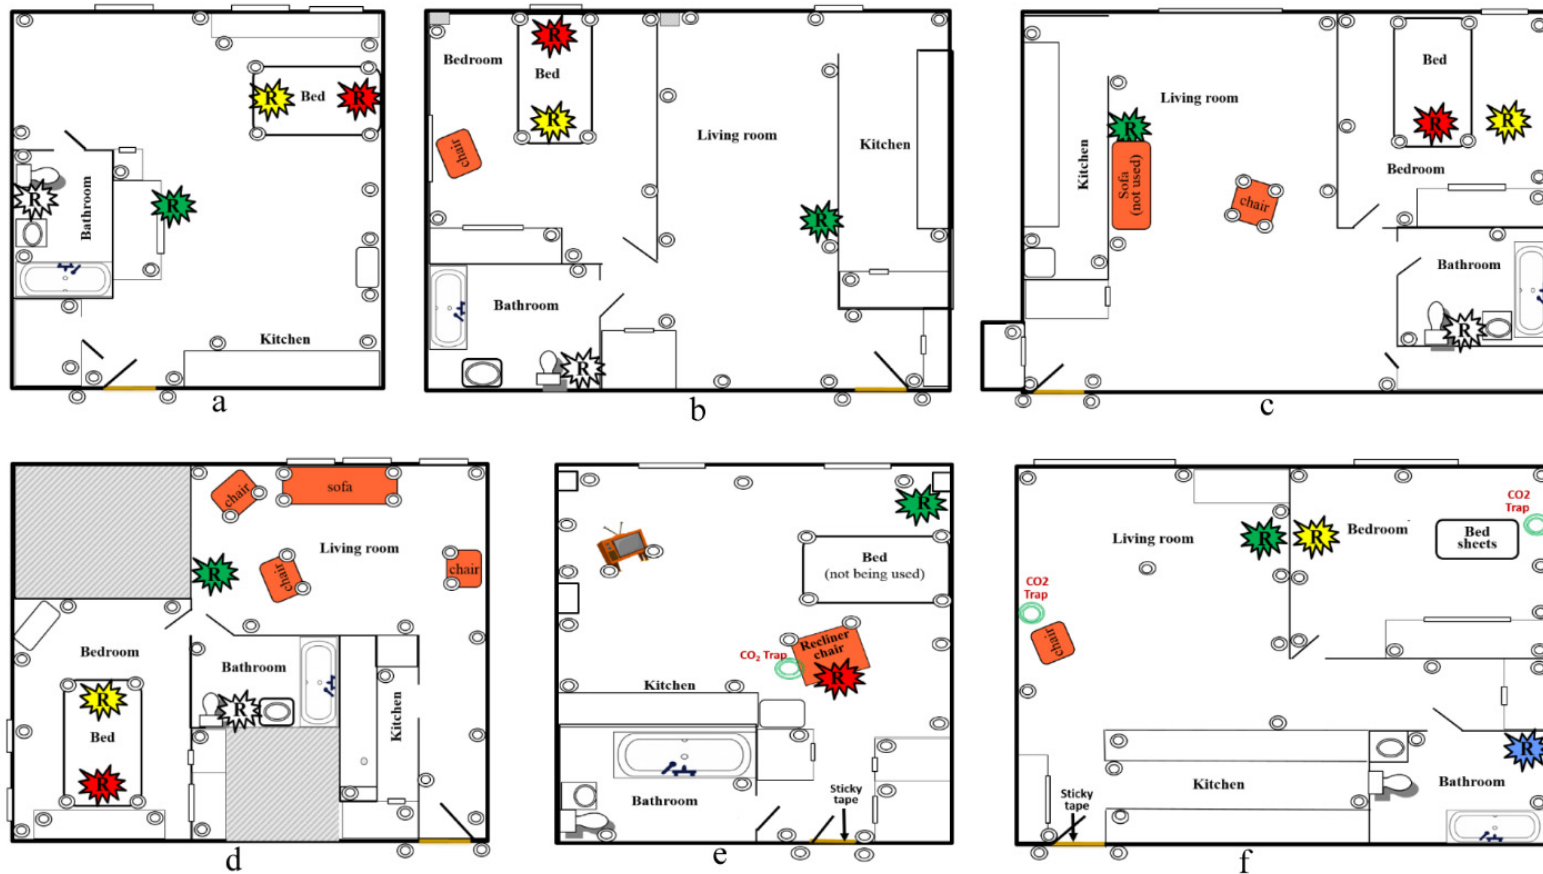 R
Bed
R
R
Bathroom
R
Kitchen
a
Bedroom
R
Bed
R
chair
Living room
Kitchen
R
Bathroom
R
b
Living room
Bed
R
R
R
Kitchen
Sofa
(not used)
chair
Bedroom
Bathroom
R
c
chair
sofa
Living room
R
chair
chair
Bedroom
Bathroom
R
Bed
R
R
Kitchen
d
R
Bed
(not being used)
Recliner
chair
CO₂ Trap
R
Kitchen
Bathroom
Sticky
tape
e
CO2
Trap
Living room
R
R
Bedroom
Bed
sheets
CO2
Trap
chair
R
Kitchen
Bathroom
Sticky
tape
f